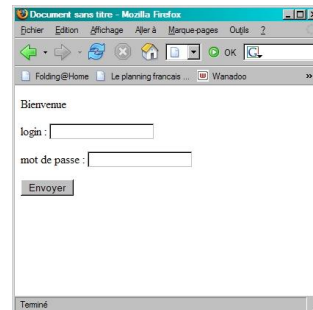 Document sans titre - Mozilla Firefox
Fichier Edition Affichage Aller à Marque-pages Outils ?
OK G
Folding@Home Le planning francais ... Wanadoo »
Bienvenue
login :
mot de passe :
Envoyer
Terminé